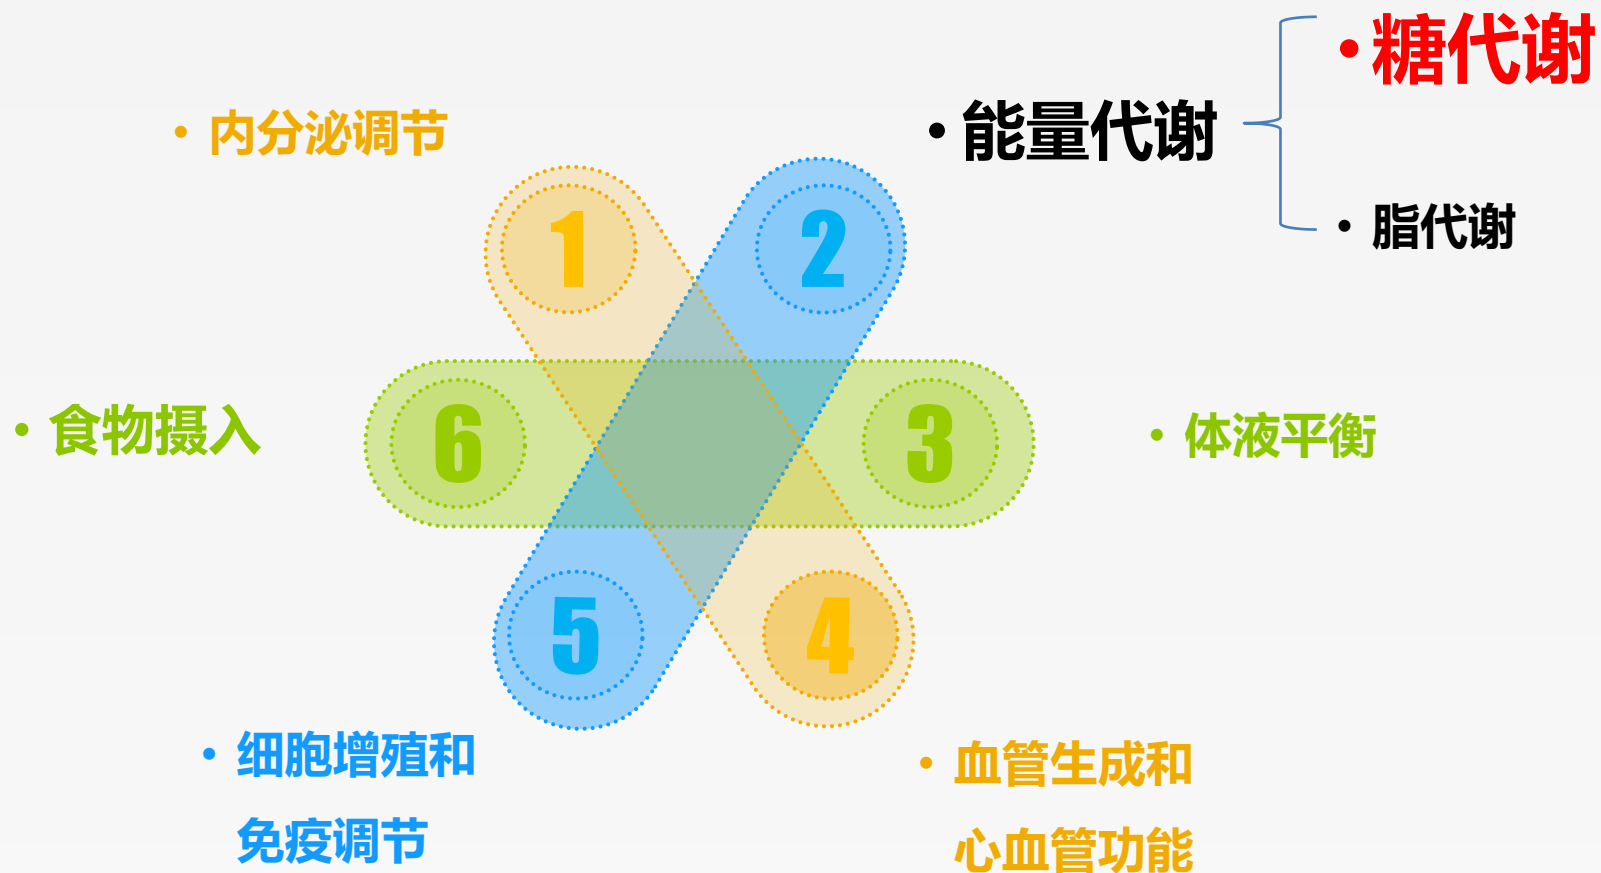 • 糖代谢
• 内分泌调节
• 能量代谢
• 脂代谢
1
2
• 食物摄入
6
3
• 体液平衡
5
4
• 细胞增殖和
免疫调节
• 血管生成和
心血管功能